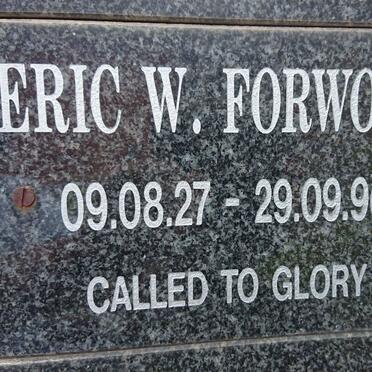 ERIC W. FORWO
09.08.27 - 29.09.9
CALLED TO GLORY